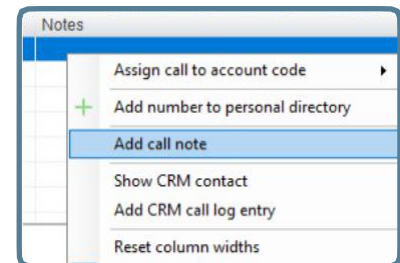 Notes
Assign call to account code
Add number to personal directory
Add call note
Show CRM contact
Add CRM call log entry
Reset column widths